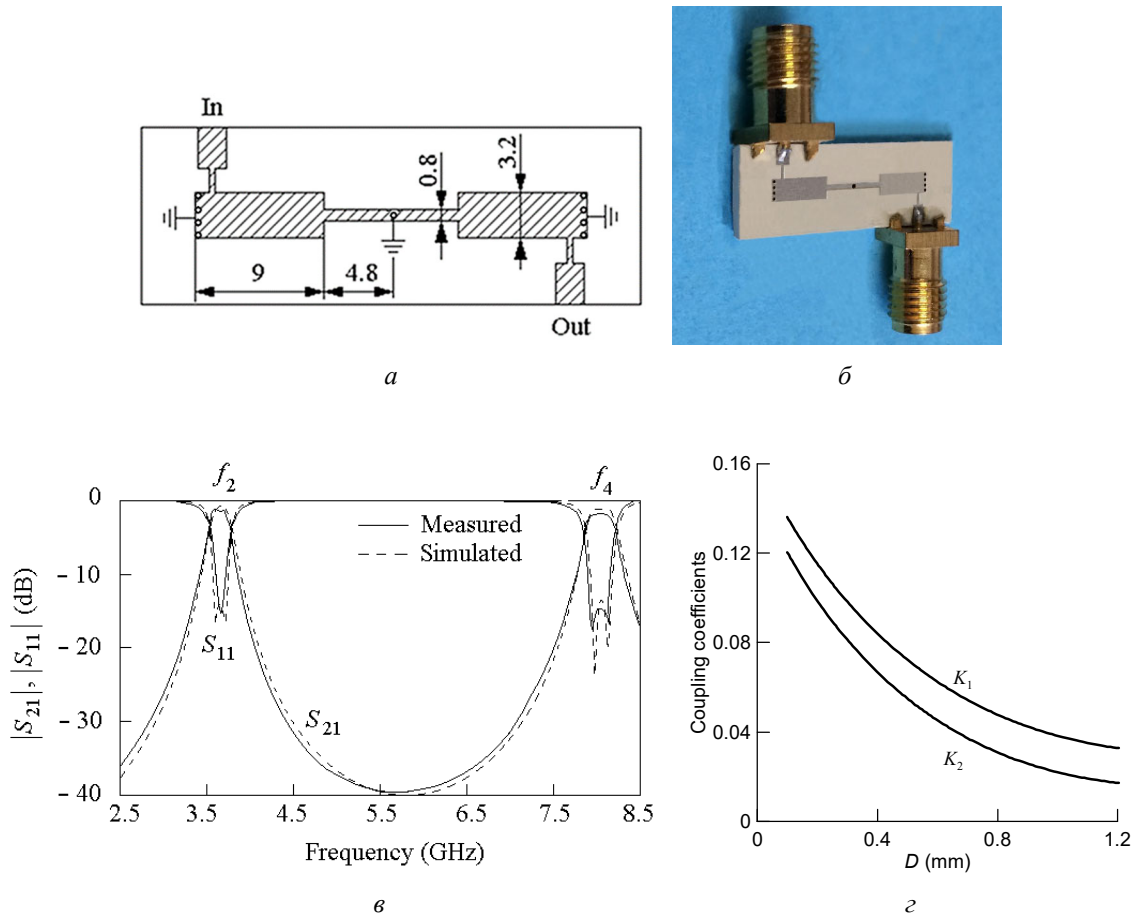 In
0.8
3.2
9
4.8
Out
а
б
f2
f4
0
Measured
Simulated
– 10
– 20
S11
– 30
S21
– 40
|S21|, |S11| (dB)
2.5 3.5 4.5 5.5 6.5 7.5 8.5
Frequency (GHz)
в
0.16
0.12
0.08
0.04
0
Coupling coefficients
K1
K2
0 0.4 0.8 1.2
D (mm)
г